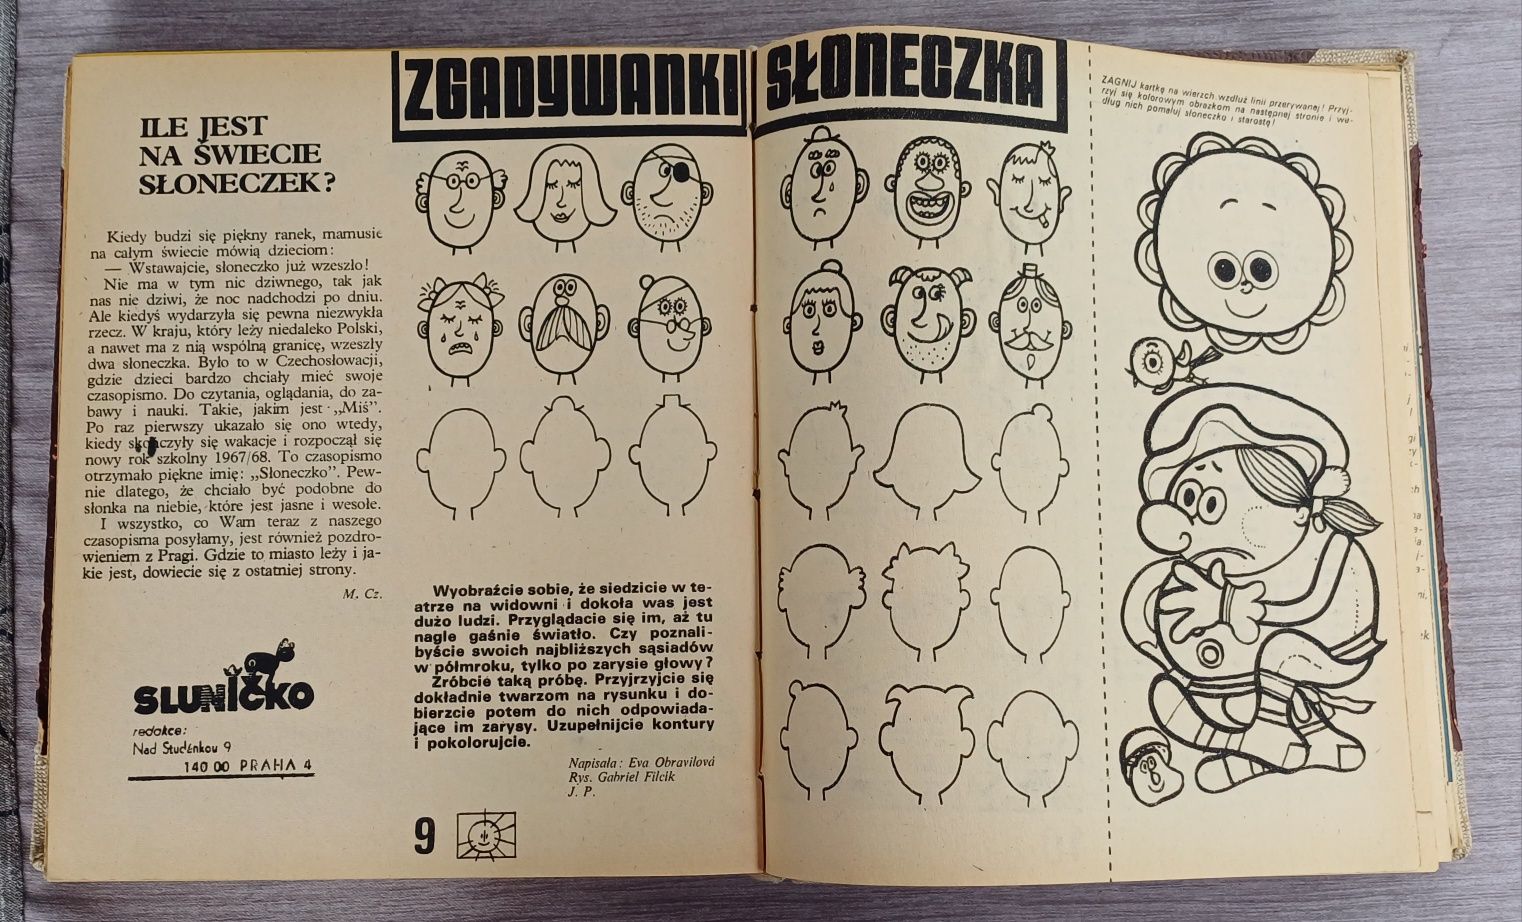 ILE JEST
NA ŚWIECIE
SŁONECZEK?
Kiedy budzi się piękny ranek, mamusie
na całym świecie mówią dzieciom:
— Wstawajcie, słoneczko już wzeszło!
Nie ma w tym nic dziwnego, tak jak
nas nie dziwi, że noc nadchodzi po dniu.
Ale kiedyś wydarzyła się pewna niezwykła
rzecz. W kraju, który leży niedaleko Polski,
a nawet ma z nią wspólną granicę, wzeszły
dwa słoneczka. Było to w Czechosłowacji,
gdzie dzieci bardzo chciały mieć swoje
czasopismo. Do czytania, oglądania, do za-
bawy i nauki. Takie, jakim jest „Miś”.
Po raz pierwszy ukazało się ono wtedy,
kiedy skończyły się wakacje i rozpoczął się
nowy rok szkolny 1967/68. To czasopismo
otrzymało piękne imię: „Słoneczko”. Pew-
nie dlatego, że chciało być podobne do
słonka na niebie, które jest jasne i wesołe.
I wszystko, co Wam teraz z naszego
czasopisma posyłamy, jest również pozdro-
wieniem z Pragi. Gdzie to miasto leży i ja-
kie jest, dowiecie się z ostatniej strony.
M. Cz.
SLUNÍČKO
redakce:
Nad Studénkou 9
140 00 PRAHA 4
ZGADYWANKI SŁONECZKA
Wyobraźcie sobie, że siedzicie w te-
atrze na widowni i dokoła was jest
dużo ludzi. Przyglądacie się im, aż tu
nagle gaśnie światło. Czy poznali-
byście swoich najbliższych sąsiadów
w półmroku, tylko po zarysie głowy?
Zróbcie taką próbę. Przyjrzyjcie się
dokładnie twarzom na rysunku i do-
bierzcie potem do nich odpowiada-
jące im zarysy. Uzupełnijcie kontury
i pokolorujcie.
Napisała: Eva Obravilová
Rys. Gabriel Filcik
J. P.
9
ZAGNIJ kartkę na wierzch wzdłuż linii przerywanej! Przyj-
rzyj się kolorowym obrazkom na następnej stronie i we-
dług nich pomaluj słoneczko i starostę!